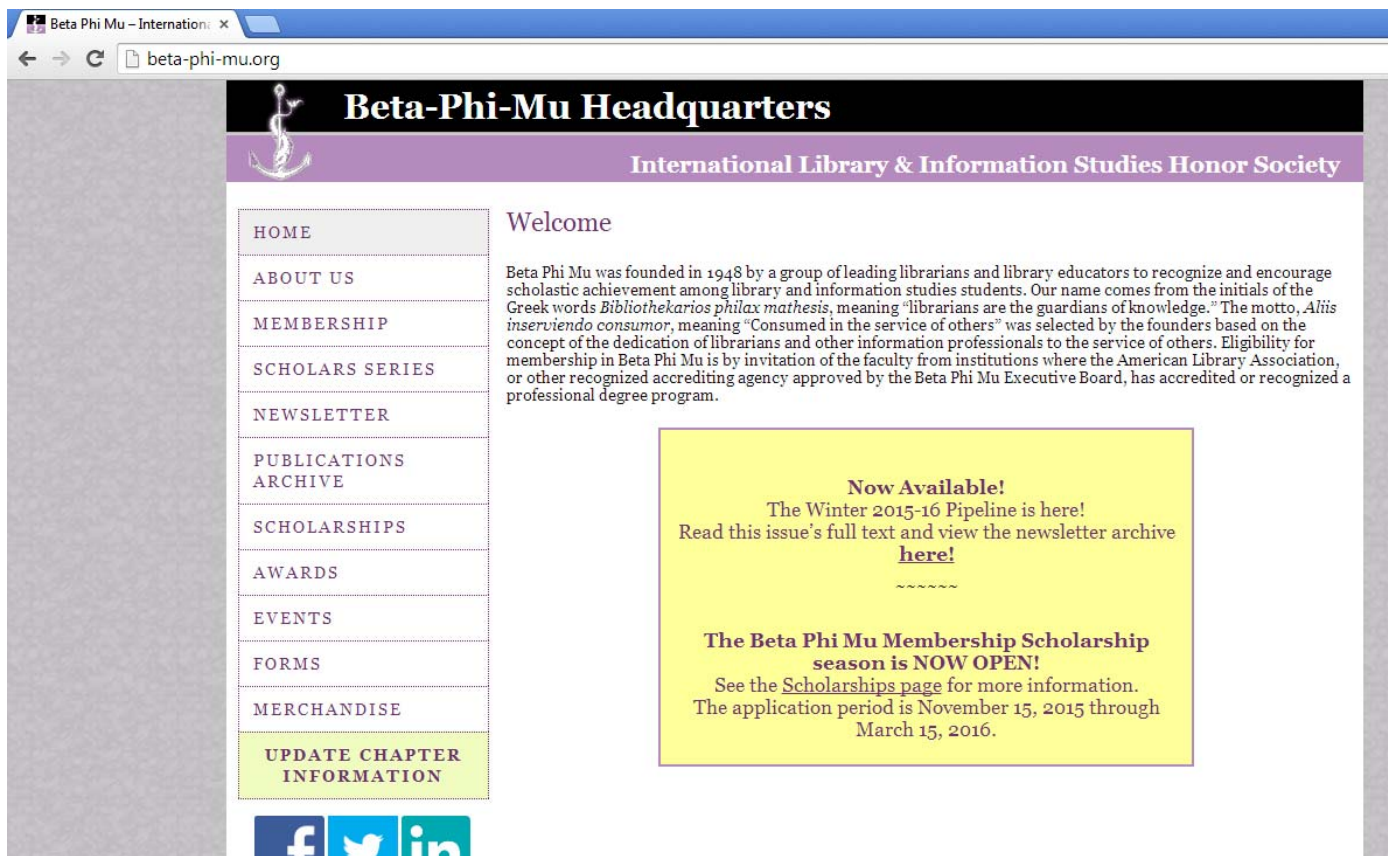 Beta Phi Mu – Internation
beta-phi-mu.org
Beta-Phi-Mu Headquarters
International Library & Information Studies Honor Society
HOME
ABOUT US
MEMBERSHIP
SCHOLARS SERIES
NEWSLETTER
PUBLICATIONS
ARCHIVE
SCHOLARSHIPS
AWARDS
EVENTS
FORMS
MERCHANDISE
UPDATE CHAPTER
INFORMATION
f in
Welcome
Beta Phi Mu was founded in 1948 by a group of leading librarians and library educators to recognize and encourage
scholastic achievement among library and information studies students. Our name comes from the initials of the
Greek words Bibliothekarios philax mathesis, meaning “librarians are the guardians of knowledge.” The motto, Aliis
inserviendo consumor, meaning “Consumed in the service of others” was selected by the founders based on the
concept of the dedication of librarians and other information professionals to the service of others. Eligibility for
membership in Beta Phi Mu is by invitation of the faculty from institutions where the American Library Association,
or other recognized accrediting agency approved by the Beta Phi Mu Executive Board, has accredited or recognized a
professional degree program.
Now Available!
The Winter 2015-16 Pipeline is here!
Read this issue’s full text and view the newsletter archive
here!
~~~~~~
The Beta Phi Mu Membership Scholarship
season is NOW OPEN!
See the Scholarships page for more information.
The application period is November 15, 2015 through
March 15, 2016.